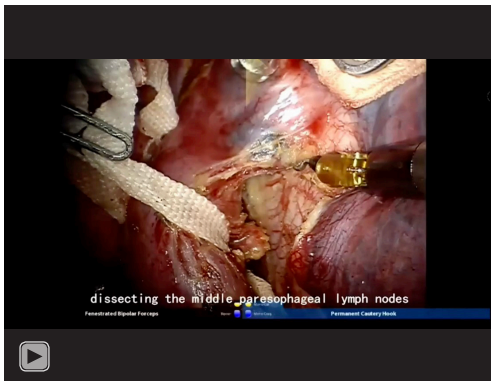 dissecting the middle paresophageal lymph nodes
Fenestrated Bipolar Forceps
Permanent Cautery Hook